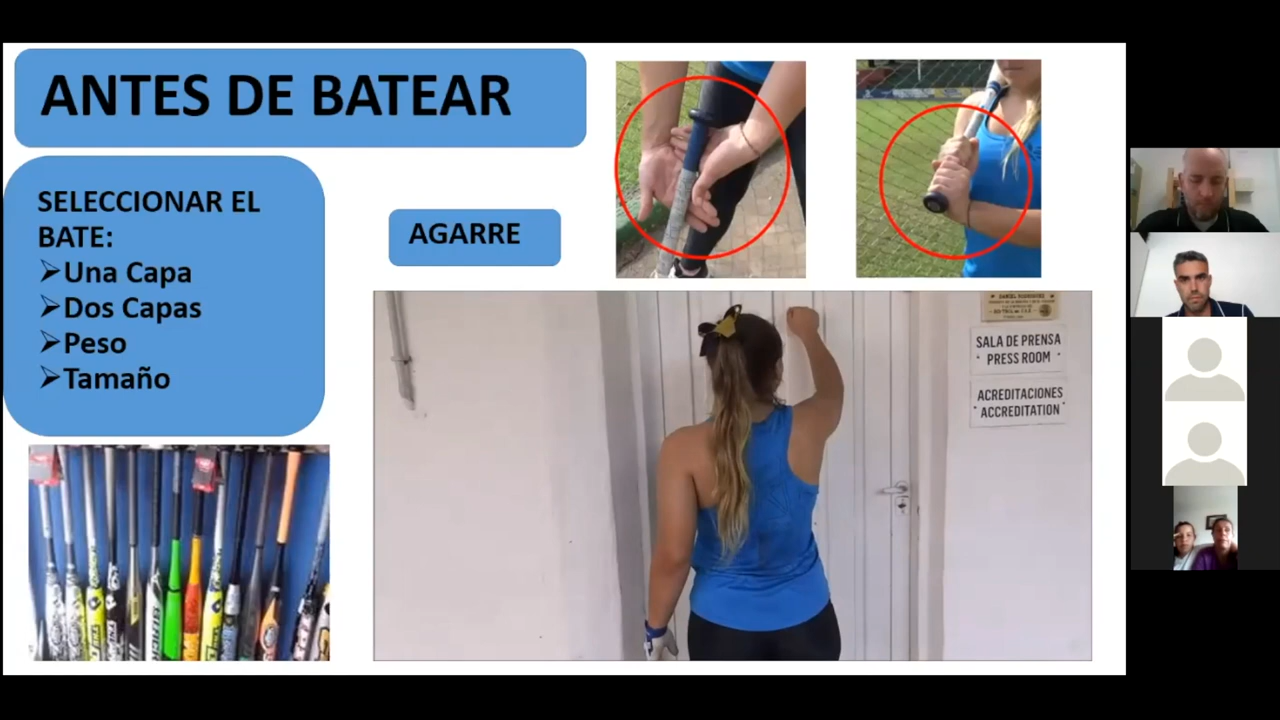 ANTES DE BATEAR
SELECCIONAR EL
BATE:
Una Capa
Dos Capas
Peso
Tamaño
AGARRE
SALA DE PRENSA
PRESS ROOM
ACREDITACIONES
ACCREDITATION